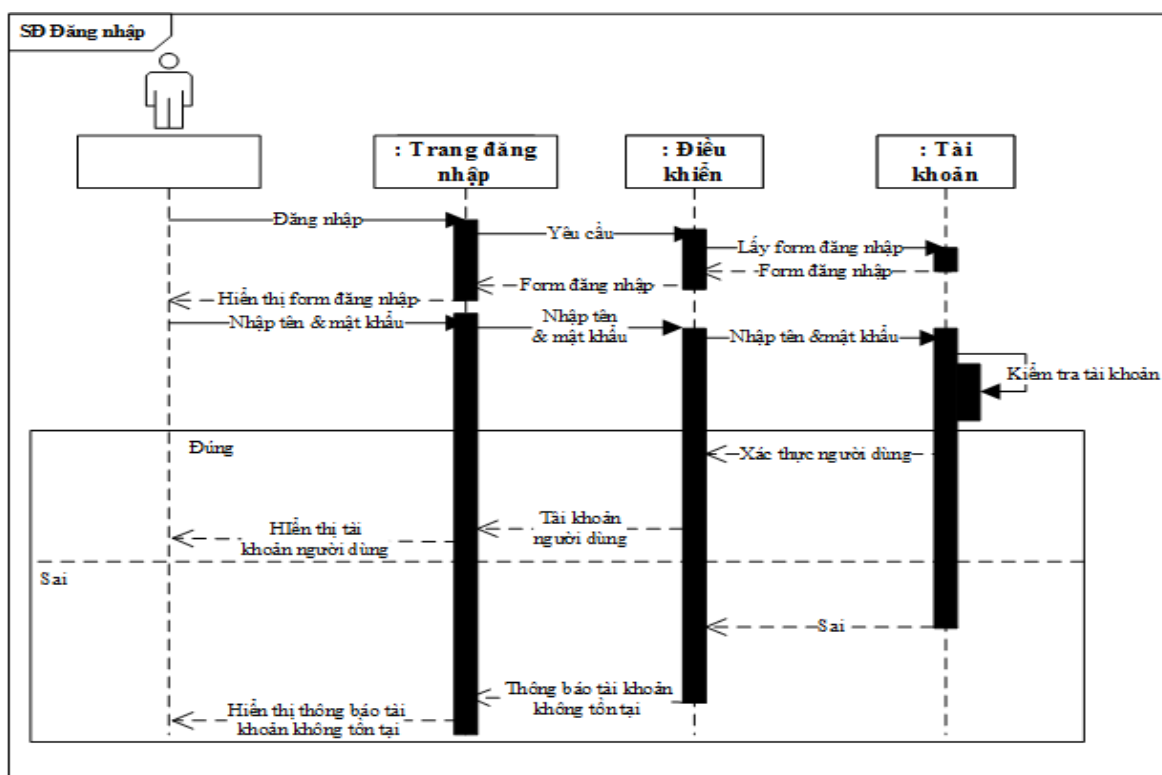 SĐ Đăng nhập
: Trang đăng
nhập
: Điều
khiển
: Tài
khoản
Đăng nhập
Yêu cầu
Lấy form đăng nhập
Form đăng nhập
Form đăng nhập
Hiển thị form đăng nhập
Nhập tên & mật khẩu
Nhập tên
& mật khẩu
Nhập tên &mật khẩu
Kiểm tra tài khoản
Đúng
Xác thực người dùng
Tài khoản
người dùng
HIển thị tài
khoản người dùng
Sai
Sai
Thông báo tài khoản
không tồn tại
Hiển thị thông báo tài
khoản không tồn tại